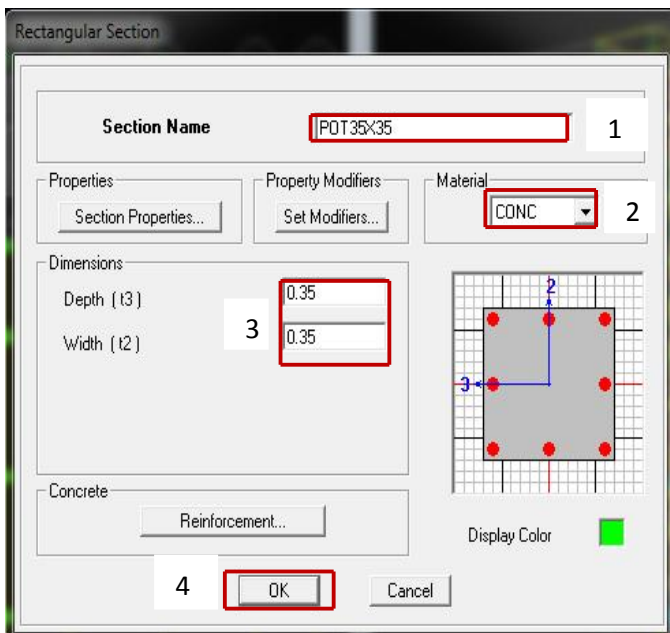 Rectangular Section
Section Name
POT35X35
1
Properties
Property Modifiers
Material
Section Properties...
Set Modifiers...
CONC
2
Dimensions
Depth ( t3 )
0.35
Width ( t2 )
0.35
3
2
3
Concrete
Reinforcement...
Display Color
4
OK
Cancel